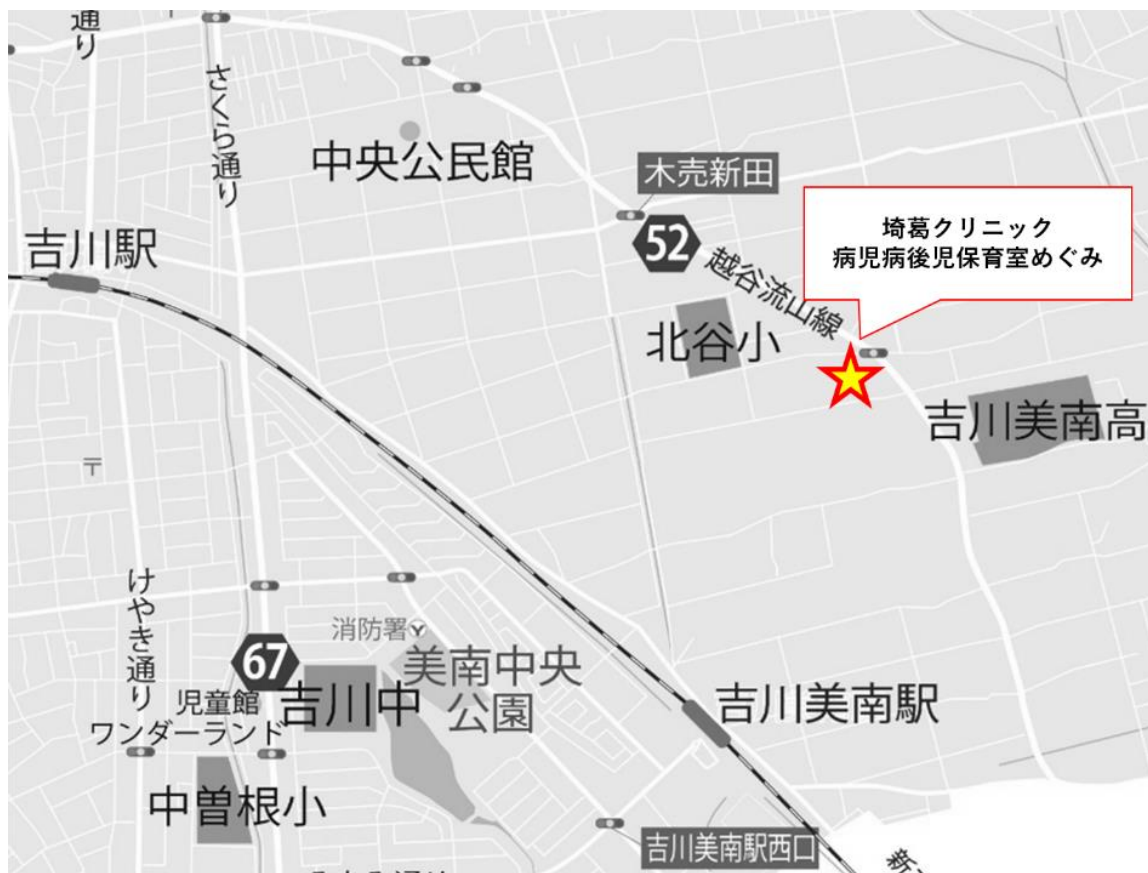 通り
さくら通り
中央公民館
木売新田
埼葛クリニック
病児病後児保育室めぐみ
吉川駅
52
越谷流山線
北谷小
吉川美南高
〒
けやき通り
消防署
67
美南中央
公園
児童館
ワンダーランド
吉川中
吉川美南駅
中曽根小
吉川美南駅西口